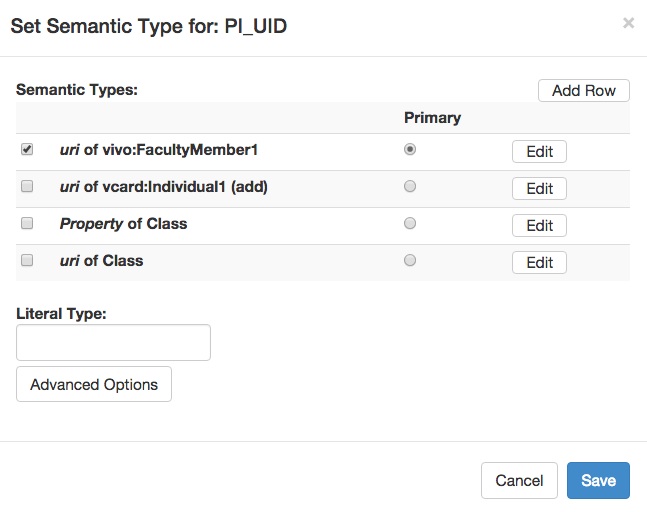 Set Semantic Type for: PI_UID
×
Semantic Types:
Add Row
Primary
uri of vivo:FacultyMember1
Edit
uri of vcard:Individual1 (add)
Edit
Property of Class
Edit
uri of Class
Edit
Literal Type:
Advanced Options
Cancel
Save